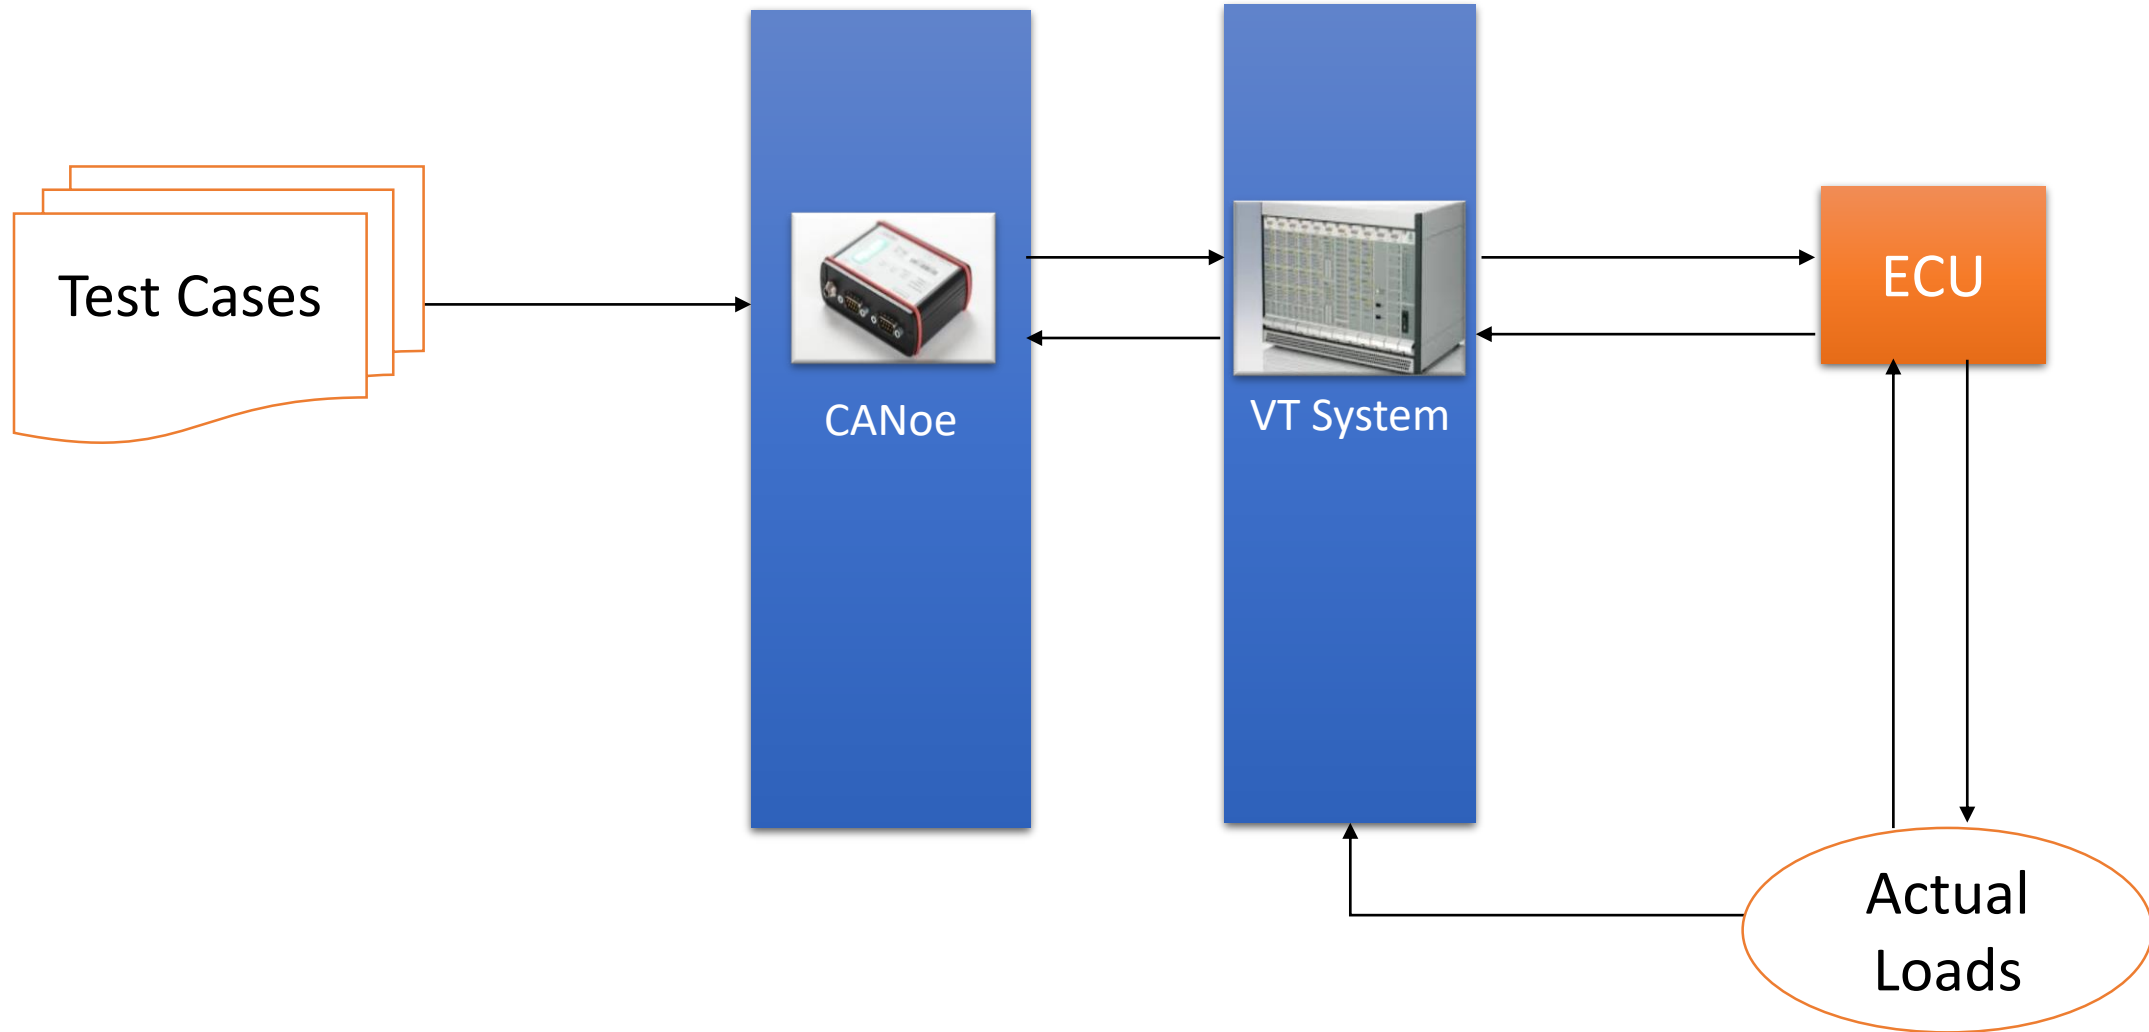 Test Cases
CANoe
VT System
ECU
Actual
Loads